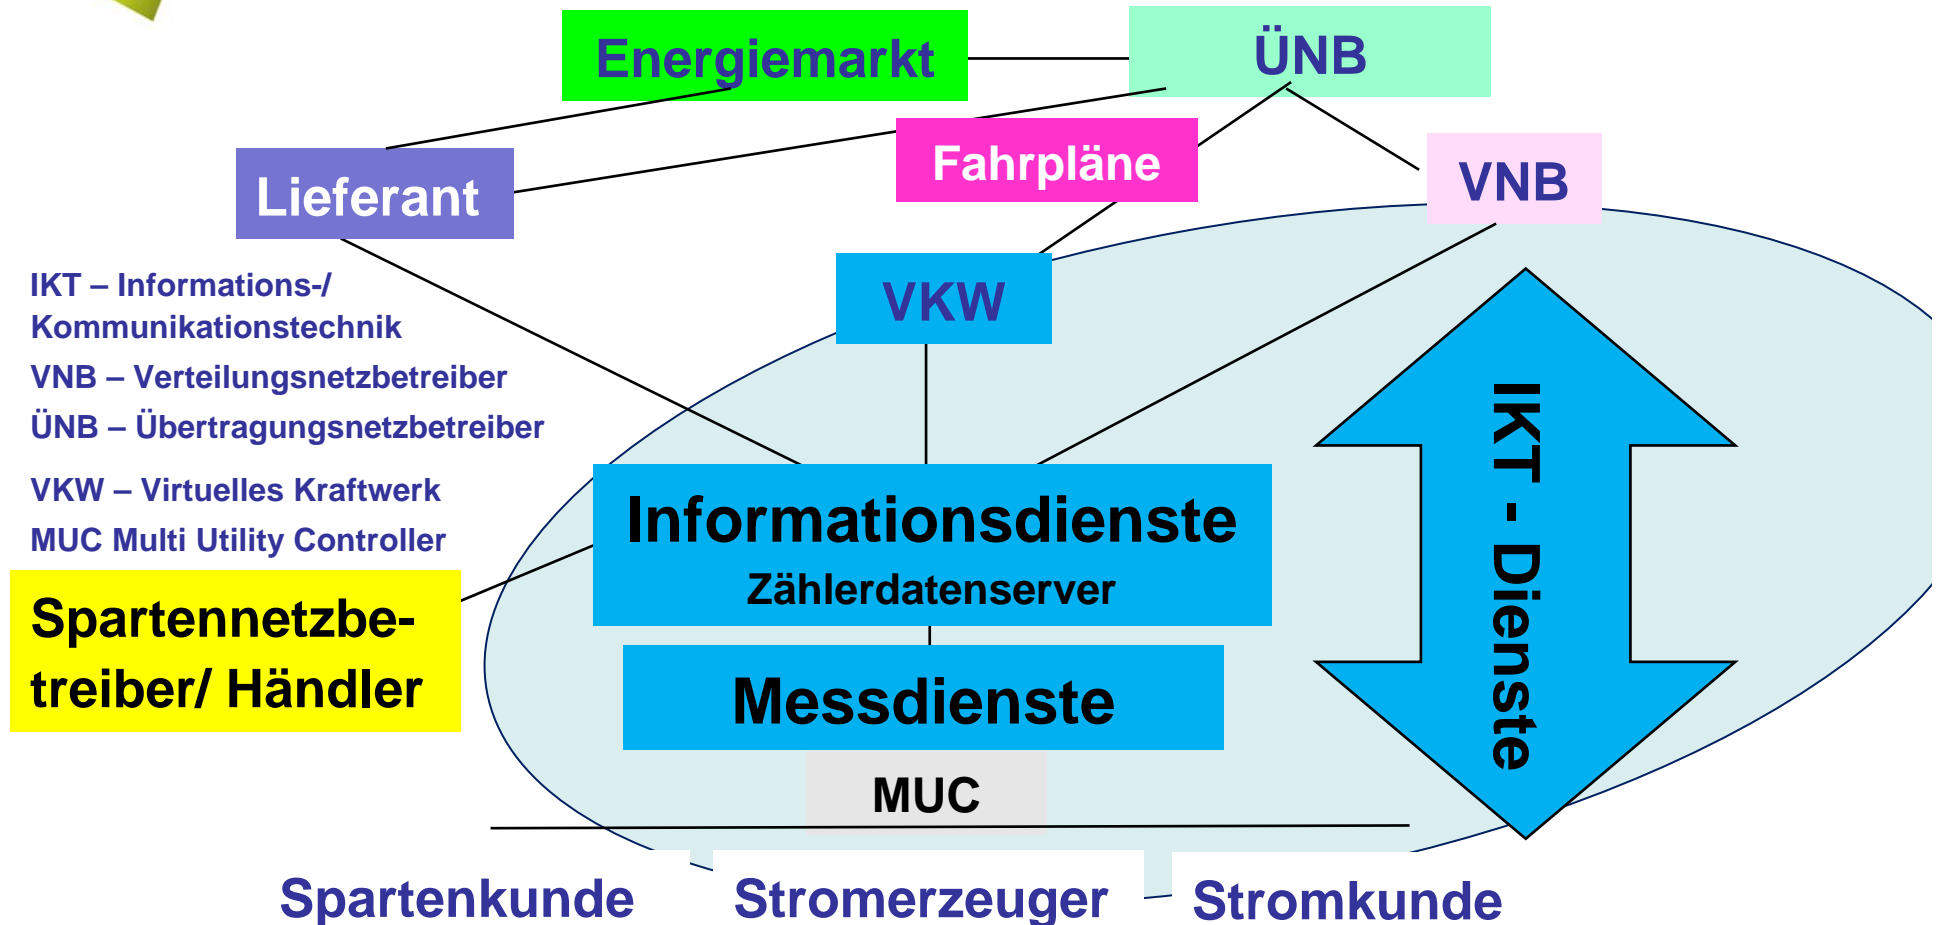 Energiemarkt
ÜNB
Fahrpläne
VNB
Lieferant
VKW
IKT – Informations-/
Kommunikationstechnik
VNB – Verteilungsnetzbetreiber
ÜNB – Übertragungsnetzbetreiber
VKW – Virtuelles Kraftwerk
MUC Multi Utility Controller
Informationsdienste
Zählerdatenserver
IKT - Dienste
Spartennetzbe-
treiber/ Händler
Messdienste
MUC
Spartenkunde
Stromerzeuger
Stromkunde